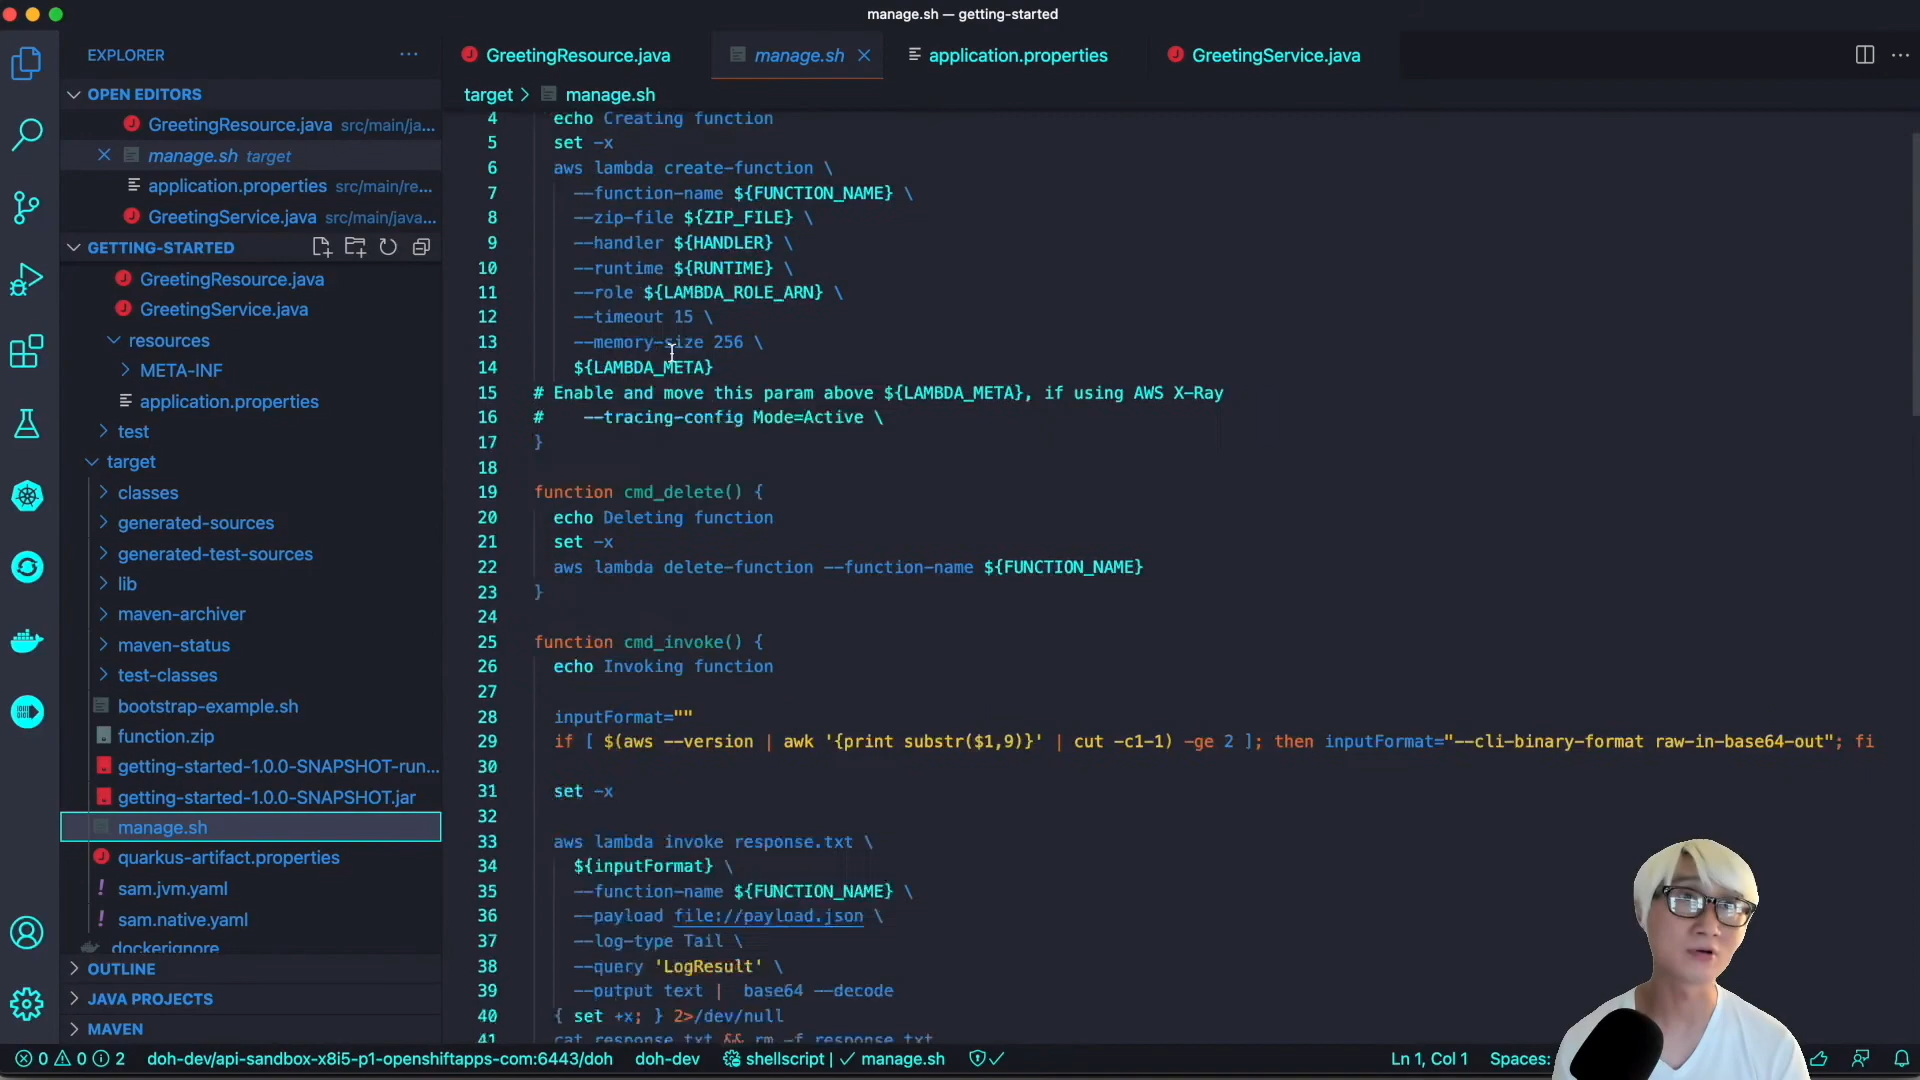 manage.sh — getting-started
EXPLORER
GreetingResource.java
manage.sh
application.properties
GreetingService.java
OPEN EDITORS
target > manage.sh
GreetingResource.java src/main/ja...
manage.sh target
application.properties src/main/re...
GreetingService.java src/main/java...
GETTING-STARTED
GreetingResource.java
GreetingService.java
resources
META-INF
application.properties
test
target
classes
generated-sources
generated-test-sources
lib
maven-archiver
maven-status
test-classes
bootstrap-example.sh
function.zip
getting-started-1.0.0-SNAPSHOT-run...
getting-started-1.0.0-SNAPSHOT.jar
manage.sh
quarkus-artifact.properties
sam.jvm.yaml
sam.native.yaml
dockerignore
OUTLINE
JAVA PROJECTS
MAVEN
4 echo Creating function
5 set -x
6 aws lambda create-function \
7 --function-name ${FUNCTION_NAME} \
8 --zip-file ${ZIP_FILE} \
9 --handler ${HANDLER} \
10 --runtime ${RUNTIME} \
11 --role ${LAMBDA_ROLE_ARN} \
12 --timeout 15 \
13 --memory-size 256 \
14 ${LAMBDA_META}
15 # Enable and move this param above ${LAMBDA_META}, if using AWS X-Ray
16 # --tracing-config Mode=Active \
17 }
18
19 function cmd_delete() {
20 echo Deleting function
21 set -x
22 aws lambda delete-function --function-name ${FUNCTION_NAME}
23 }
24
25 function cmd_invoke() {
26 echo Invoking function
27
28 inputFormat=""
29 if [ $(aws --version | awk '{print substr($1,9)}' | cut -c1-1) -ge 2 ]; then inputFormat="--cli-binary-format raw-in-base64-out"; fi
30
31 set -x
32
33 aws lambda invoke response.txt \
34 ${inputFormat} \
35 --function-name ${FUNCTION_NAME} \
36 --payload file://payload.json \
37 --log-type Tail \
38 --query 'LogResult' \
39 --output text | base64 --decode
40 { set +x; } 2>/dev/null
41 cat response.txt && rm -f response.txt
0 0 2 doh-dev/api-sandbox-x8i5-p1-openshiftapps-com:6443/doh doh-dev shellscript | ✓ manage.sh Ln 1, Col 1 Spaces: